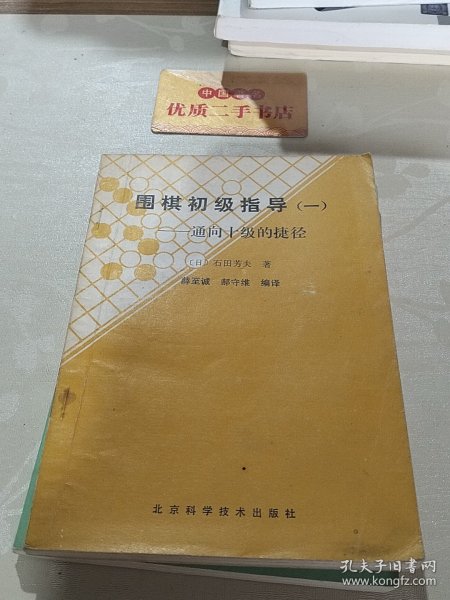 中国书店
优质二手书店
围棋初级指导(一)
——通向十级的捷径
〔日〕石田芳夫 著
薛至诚 郝守维 编译
北京科学技术出版社
孔夫子旧书网
www.kongfz.com